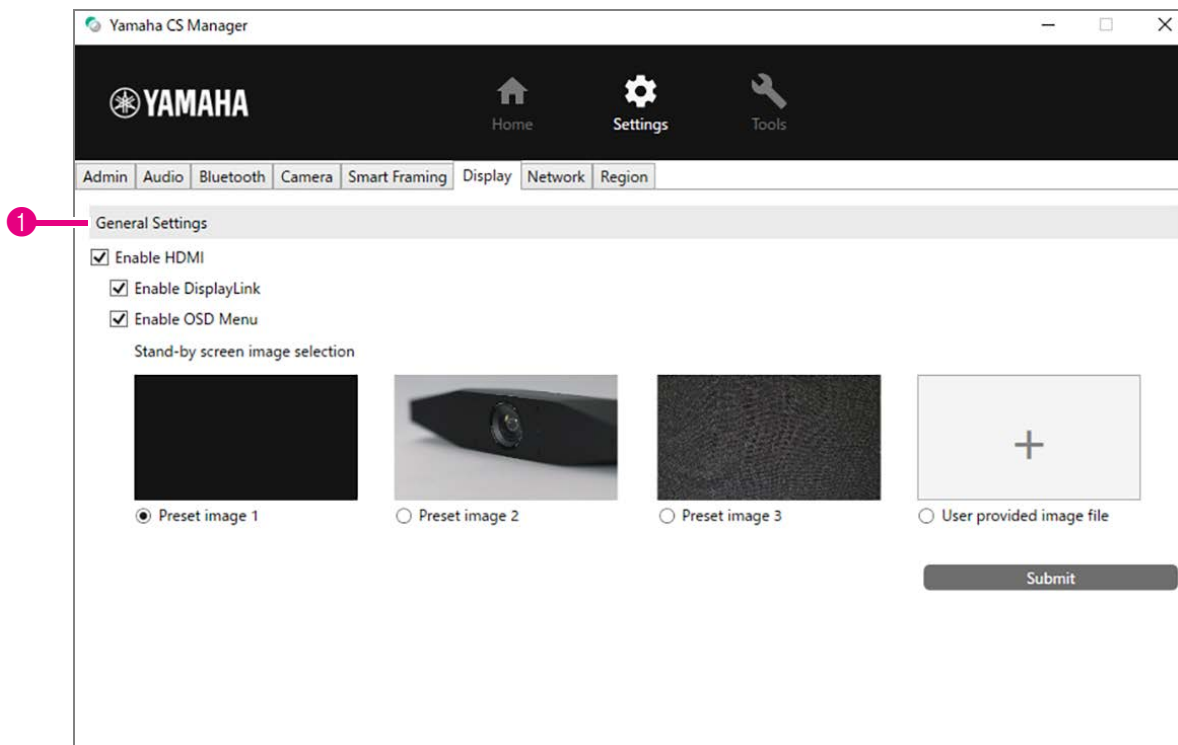 Yamaha CS Manager
YAMAHA
Home Settings Tools
Admin Audio Bluetooth Camera Smart Framing Display Network Region
1
General Settings
Enable HDMI
Enable DisplayLink
Enable OSD Menu
Stand-by screen image selection
Preset image 1 Preset image 2 Preset image 3 User provided image file
Submit